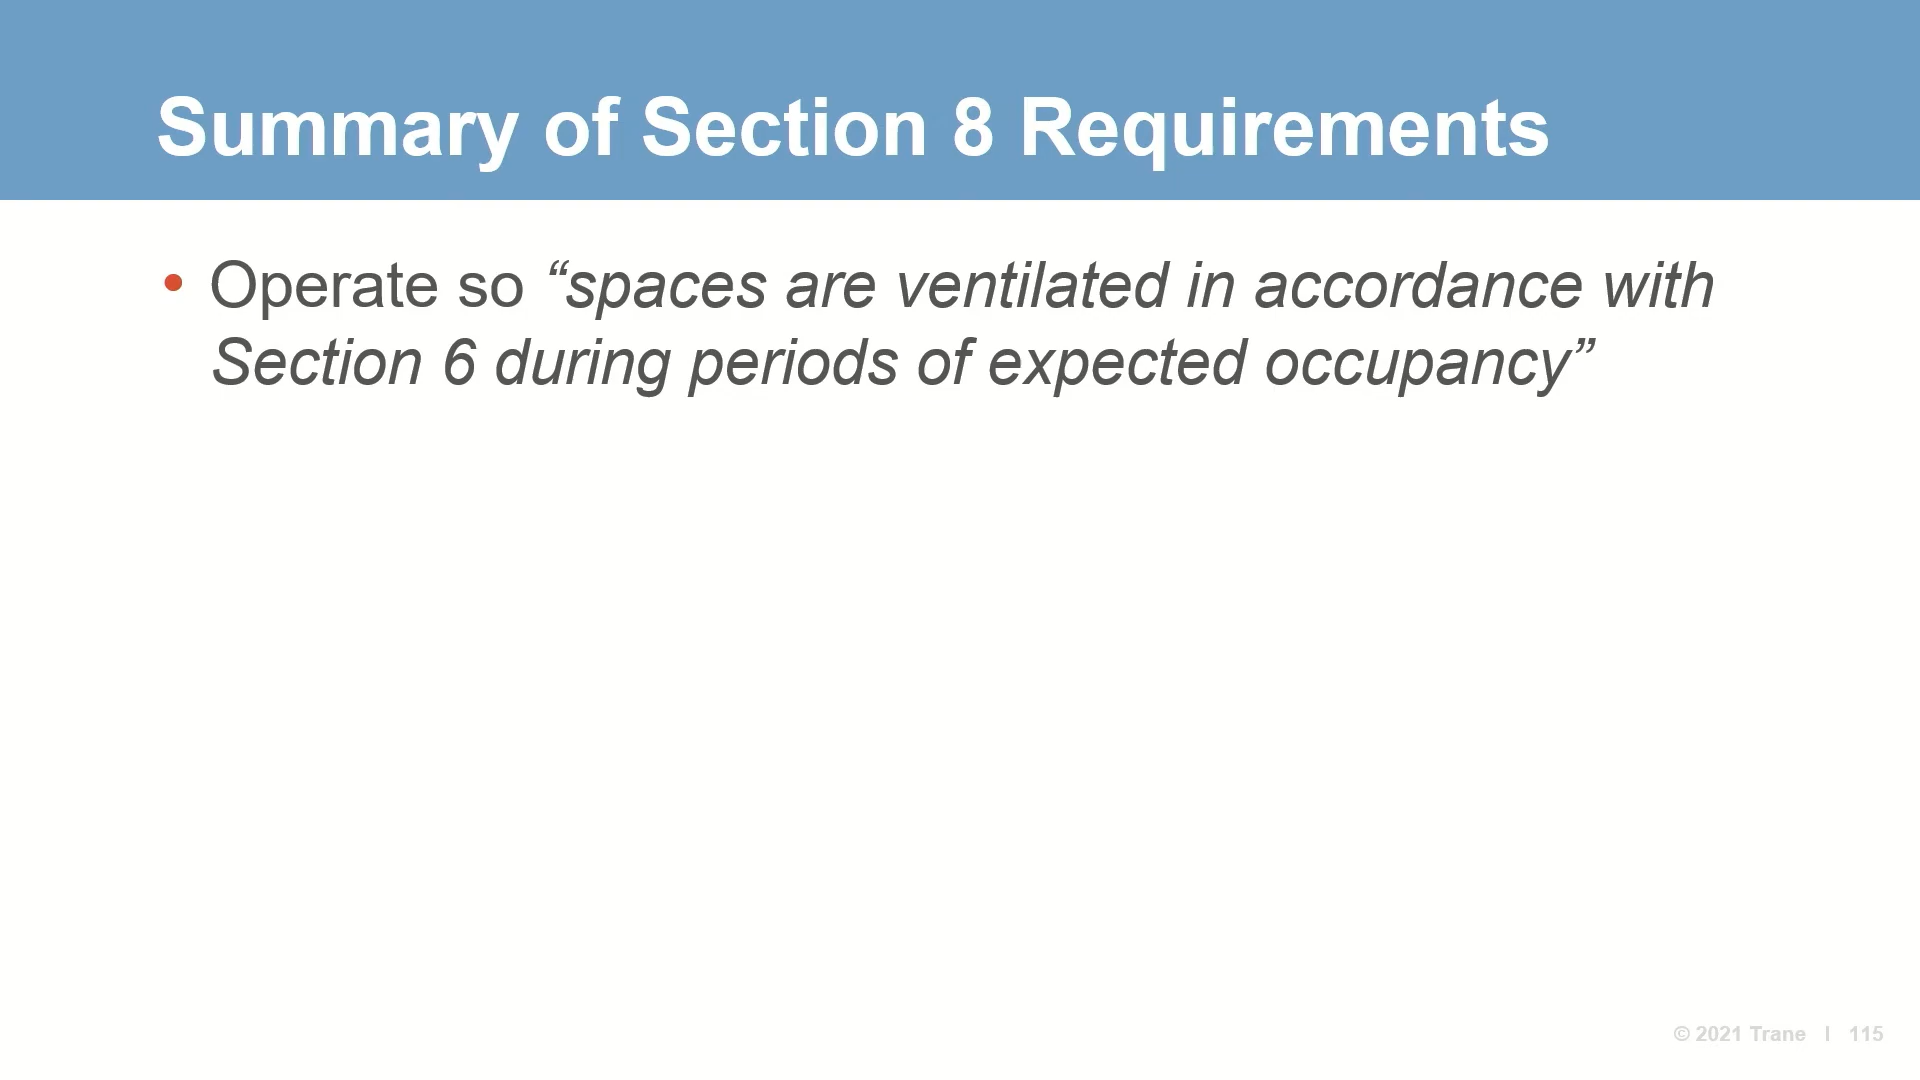 Summary of Section 8 Requirements
• Operate so “spaces are ventilated in accordance with
Section 6 during periods of expected occupancy”
© 2021 Trane | 115